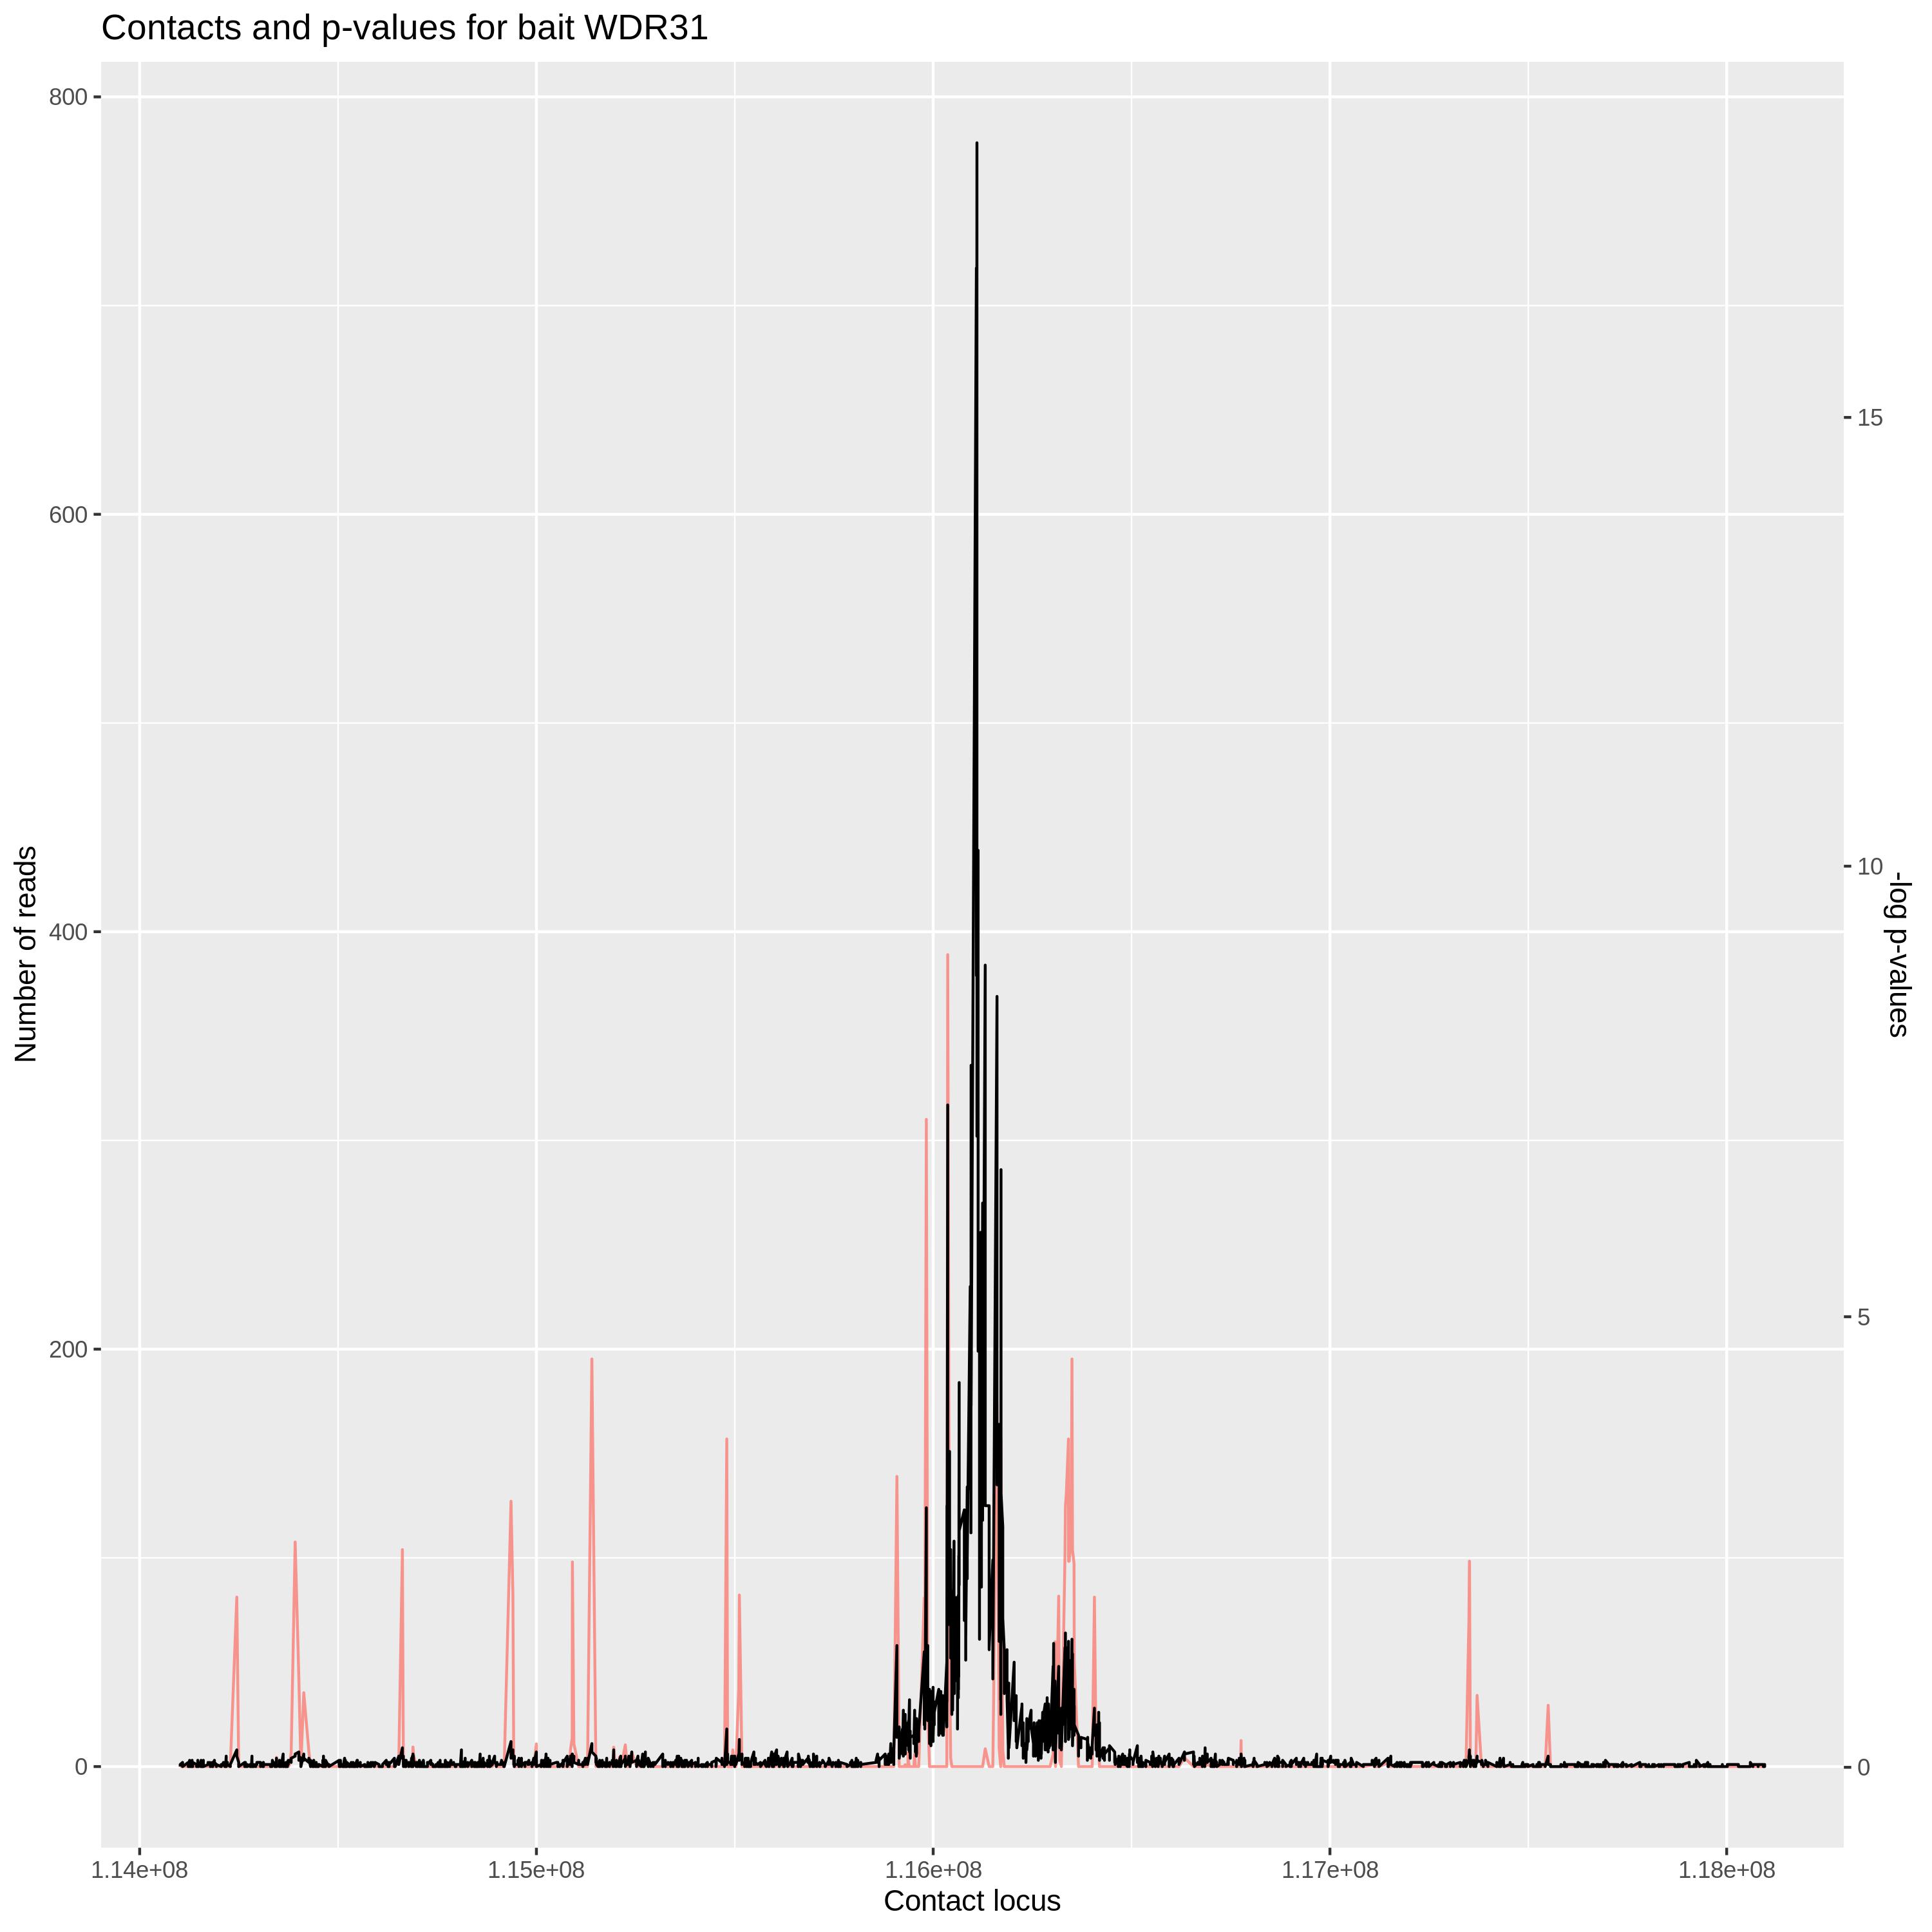 Contacts and p-values for bait WDR31
800
600
400
200
0
Number of reads
15
10
5
0
-log p-values
1.14e+08
1.15e+08
1.16e+08
1.17e+08
1.18e+08
Contact locus